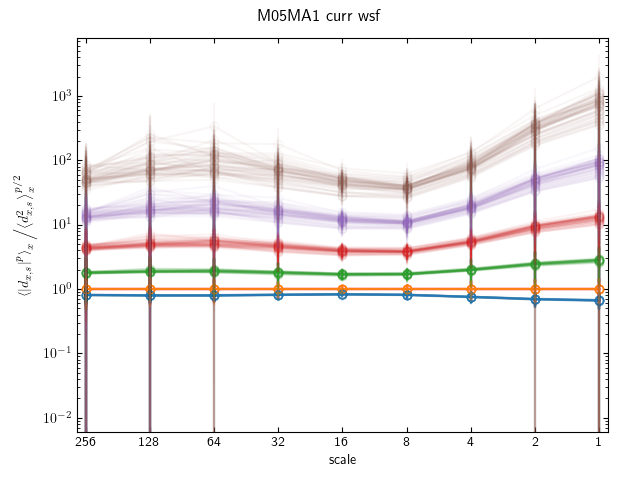 M05MA1 curr wsf
⟨|d_{x,s}|^p⟩_x / ⟨d_{x,s}^2⟩_x^{p/2}
10^3
10^2
10^1
10^0
10^{−1}
10^{−2}
256 128 64 32 16 8 4 2 1
scale